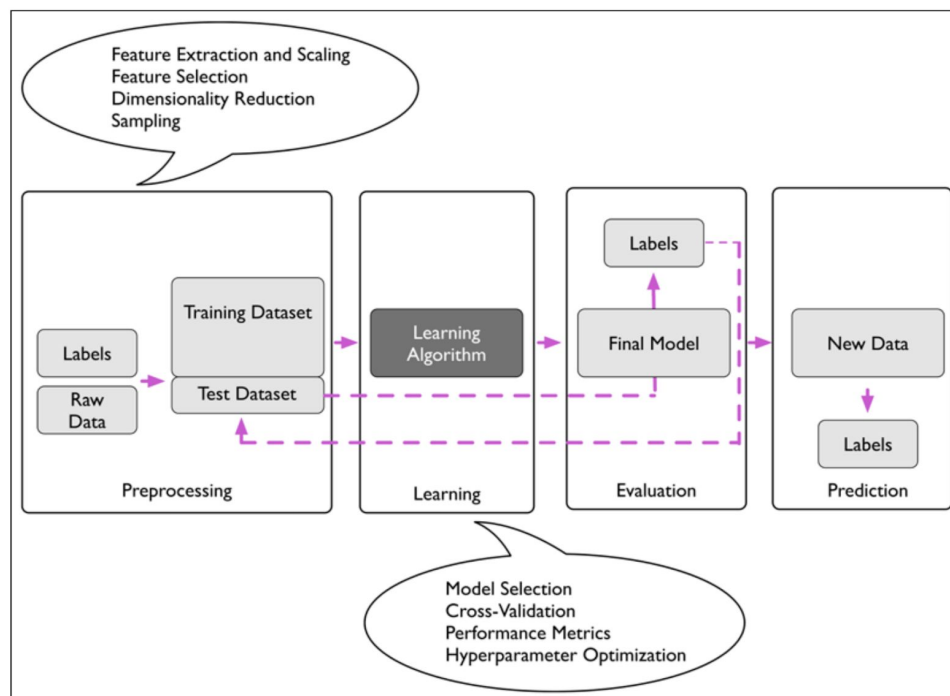 Feature Extraction and Scaling
Feature Selection
Dimensionality Reduction
Sampling
Labels
Raw
Data
Training Dataset
Test Dataset
Preprocessing
Learning
Algorithm
Learning
Labels
Final Model
Evaluation
New Data
Labels
Prediction
Model Selection
Cross-Validation
Performance Metrics
Hyperparameter Optimization